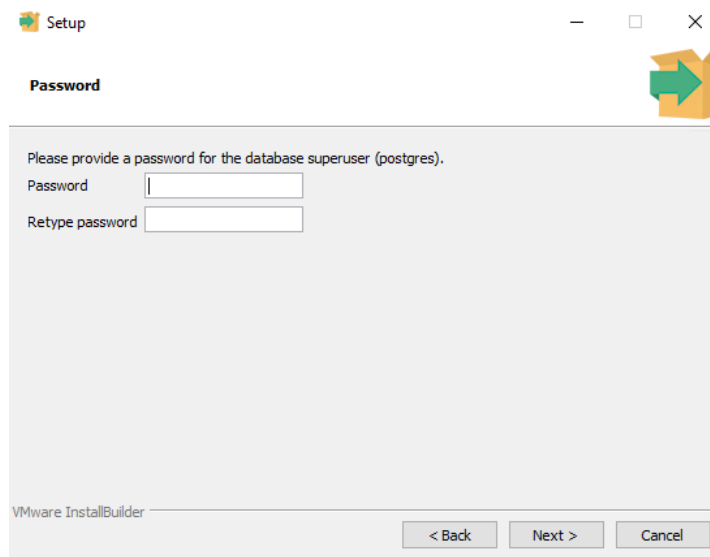 Setup
Password
Please provide a password for the database superuser (postgres).
Password
Retype password
VMware InstallBuilder
< Back Next > Cancel